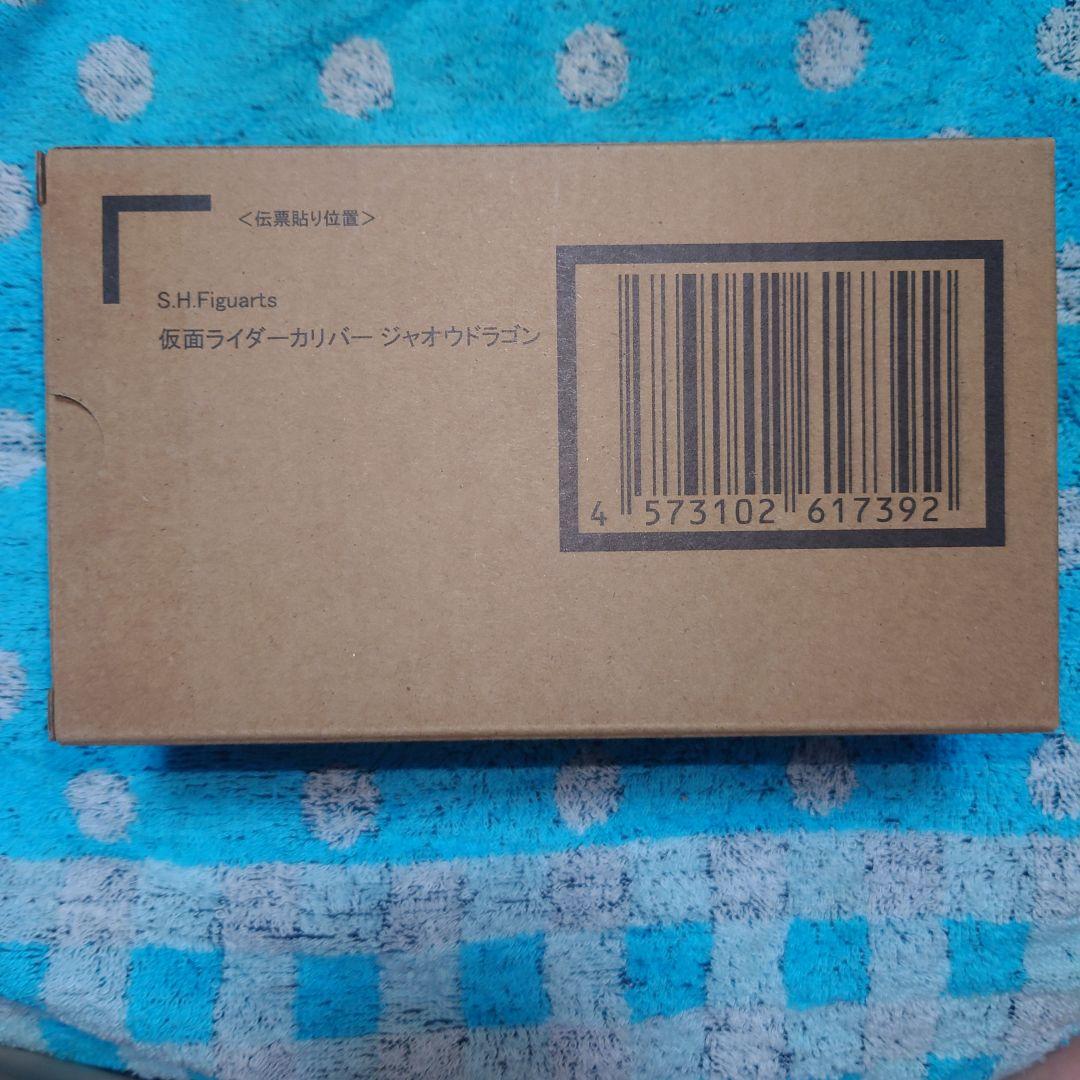 ＜伝票貼り位置＞
S.H.Figuarts
仮面ライダーカリバー ジャオウドラゴン
4 573102 617392